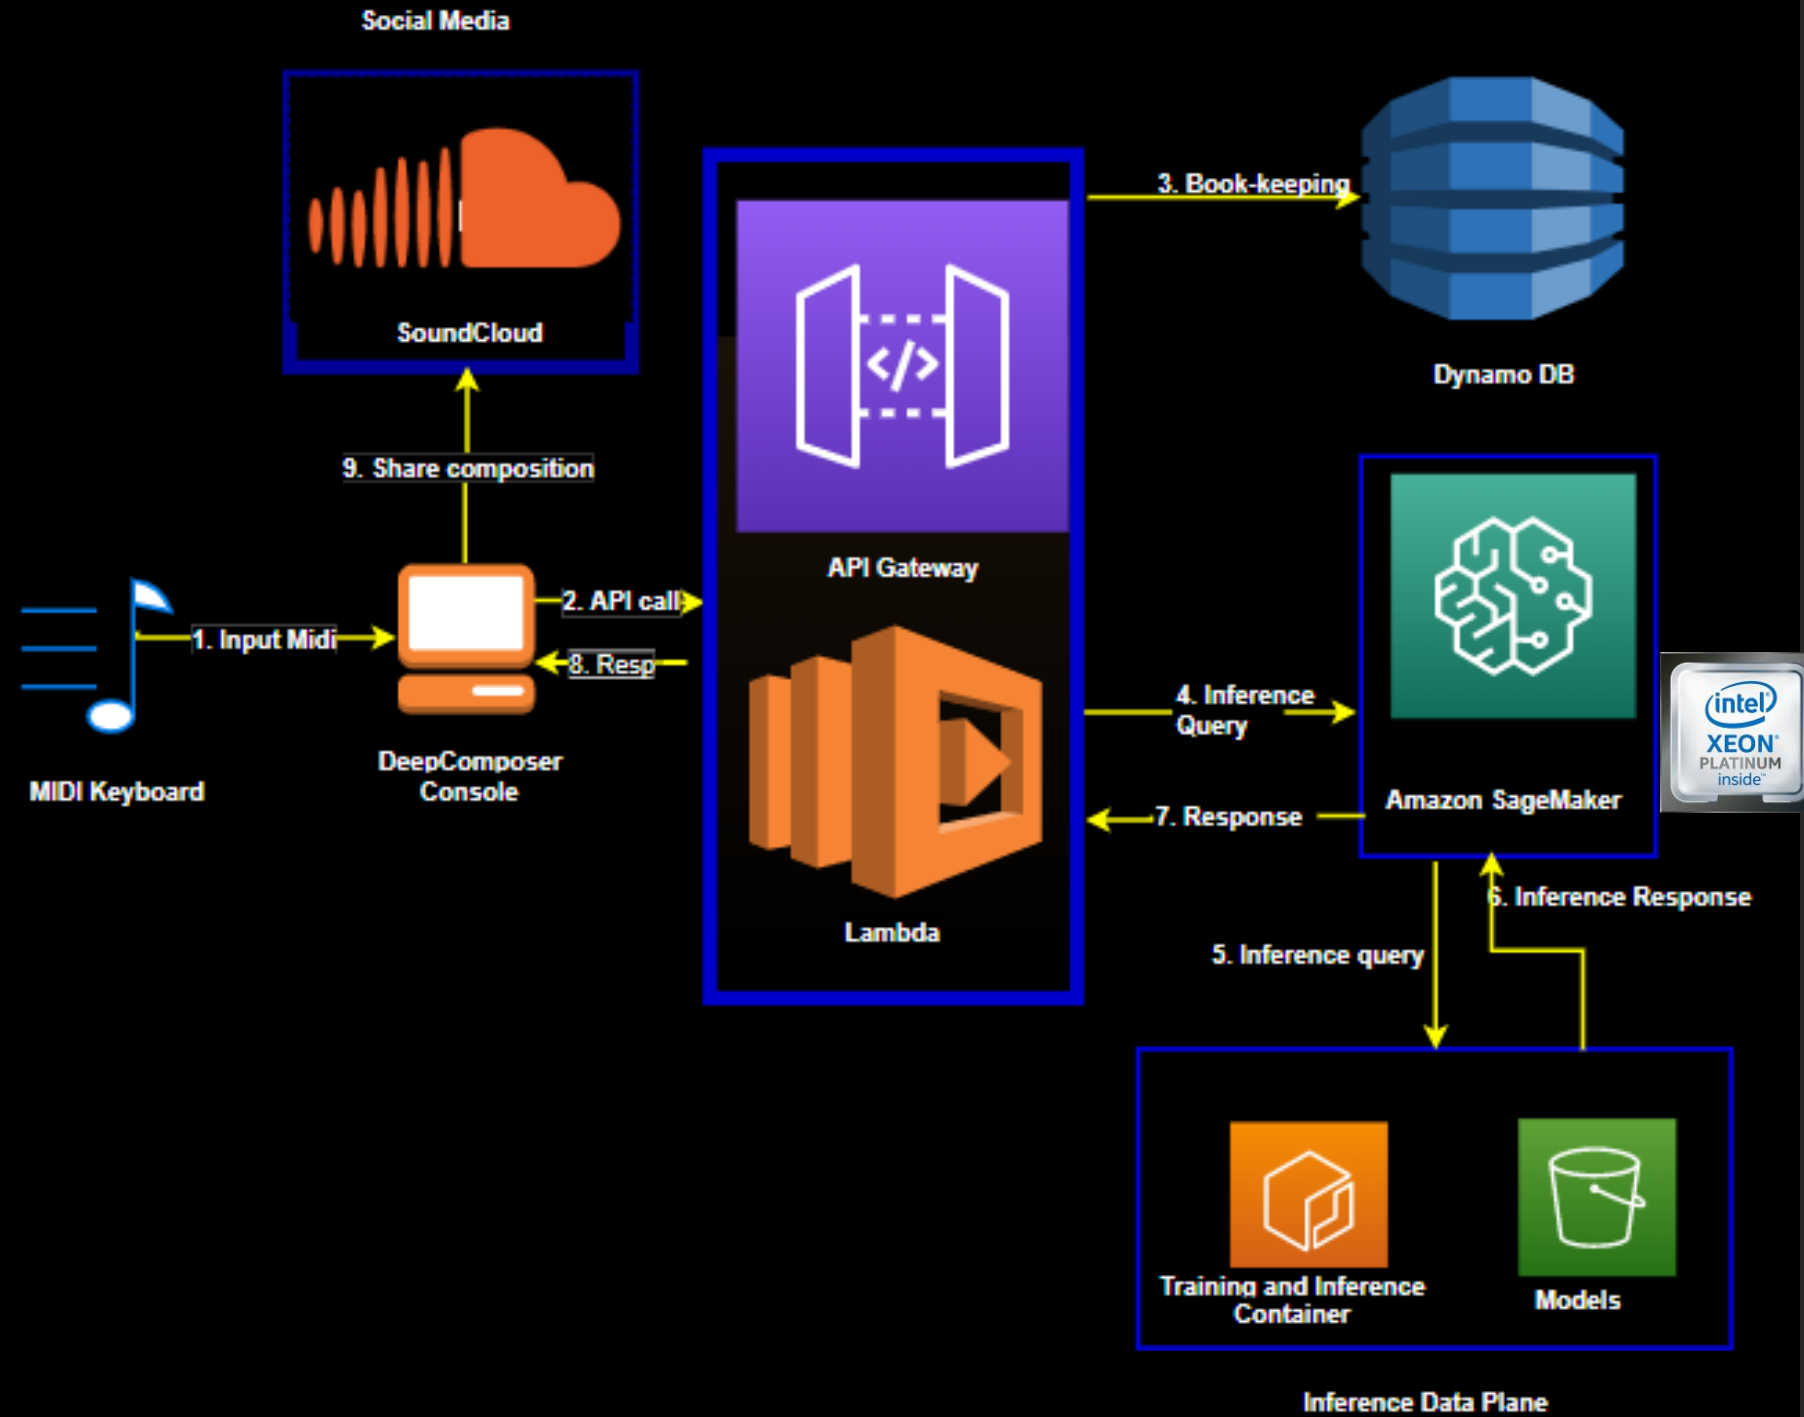 Social Media
SoundCloud
9. Share composition
1. Input Midi
2. API call
8. Resp
MIDI Keyboard
DeepComposer
Console
</>
API Gateway
Lambda
3. Book-keeping
Dynamo DB
4. Inference
Query
Amazon SageMaker
intel
XEON®
PLATINUM
inside™
7. Response
6. Inference Response
5. Inference query
Training and Inference
Container
Models
Inference Data Plane